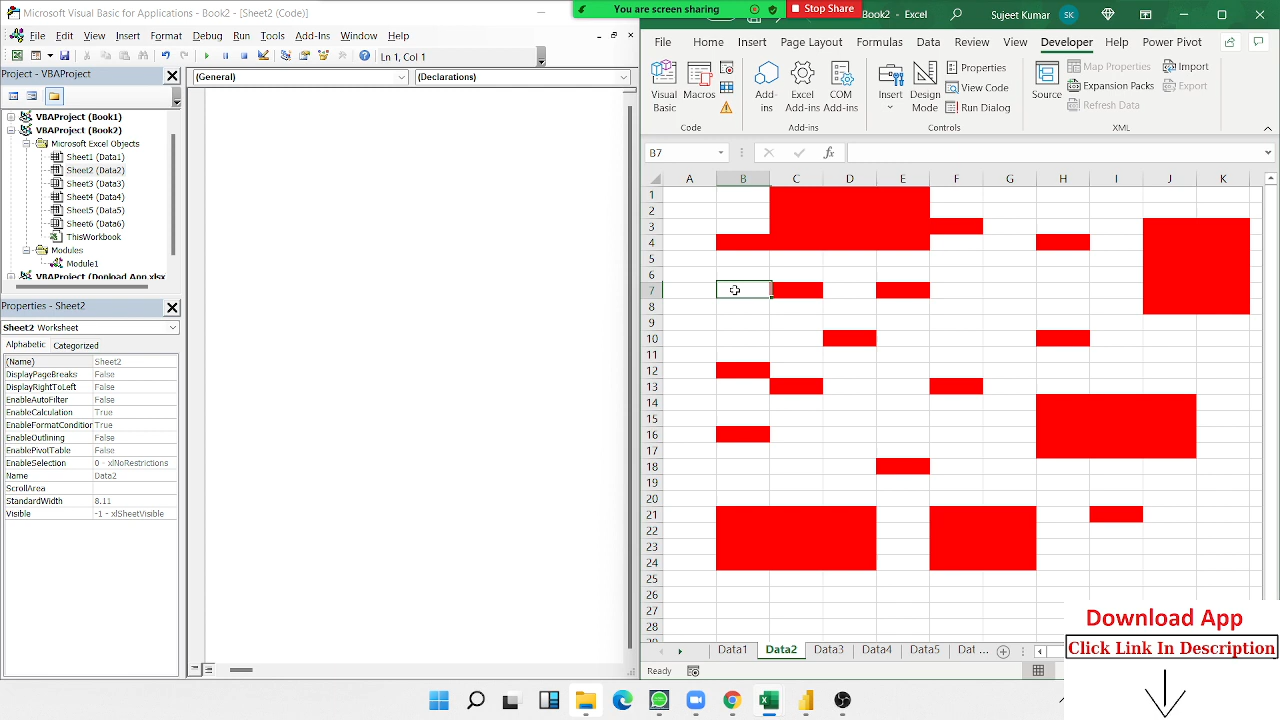 Microsoft Visual Basic for Applications - Book2 - [Sheet2 (Code)]
You are screen sharing
Stop Share
Book2 - Excel
Sujeet Kumar
SK
File Edit View Insert Format Debug Run Tools Add-Ins Window Help
Ln 1, Col 1
File Home Insert Page Layout Formulas Data Review View Developer Help Power Pivot
Visual Basic
Macros
Code
Add-ins
Excel Add-ins
COM Add-ins
Add-ins
Insert
Design Mode
Properties
View Code
Run Dialog
Controls
Source
Map Properties
Expansion Packs
Refresh Data
Import
Export
XML
Project - VBAProject
(General)
(Declarations)
VBAProject (Book1)
VBAProject (Book2)
Microsoft Excel Objects
Sheet1 (Data1)
Sheet2 (Data2)
Sheet3 (Data3)
Sheet4 (Data4)
Sheet5 (Data5)
Sheet6 (Data6)
ThisWorkbook
Modules
Module1
VBAProject (Donload App.xlsx
Properties - Sheet2
Sheet2 Worksheet
Alphabetic Categorized
(Name) Sheet2
DisplayPageBreaks False
DisplayRightToLeft False
EnableAutoFilter False
EnableCalculation True
EnableFormatCondition True
EnableOutlining False
EnablePivotTable False
EnableSelection 0 - xlNoRestrictions
Name Data2
ScrollArea
StandardWidth 8.11
Visible -1 - xlSheetVisible
B7
fx
A B C D E F G H I J K
1
2
3
4
5
6
7
8
9
10
11
12
13
14
15
16
17
18
19
20
21
22
23
24
25
26
27
28
Data1 Data2 Data3 Data4 Data5 Dat ...
Ready
Download App
Click Link In Description